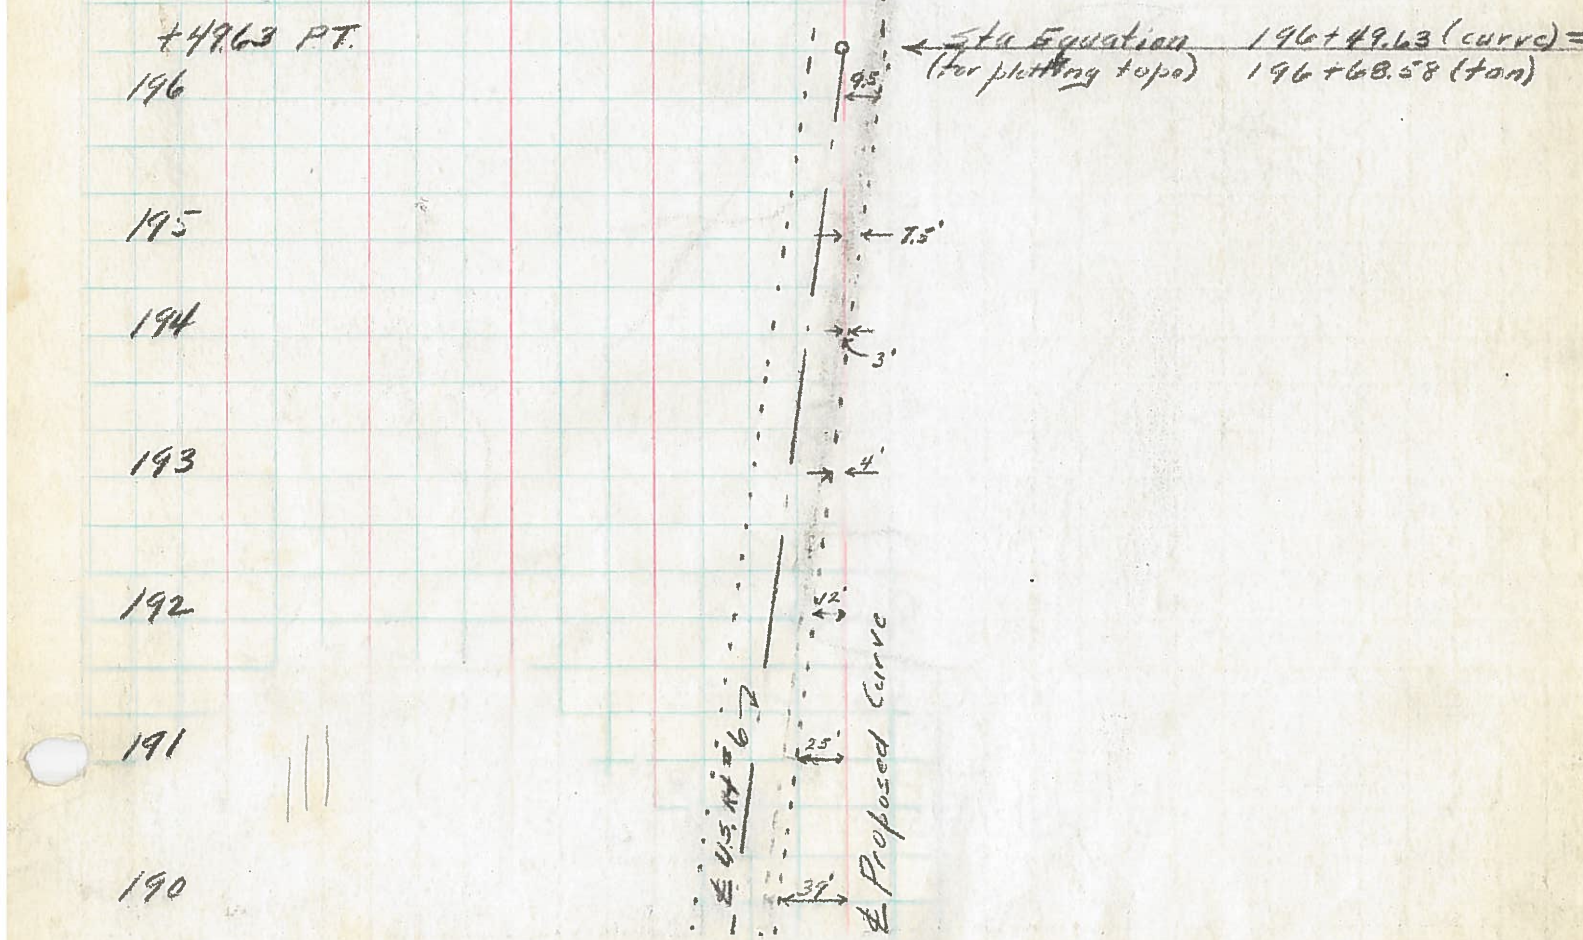 +49.63 P.T.
Sta Equation 196+49.63 (curve) =
(for plotting topo) 196+68.58 (tan)
196
9.5
195
7.5'
194
3'
193
4'
192
12'
191
25'
190
39'
℄ U.S. Rt # 6
℄ Proposed Curve